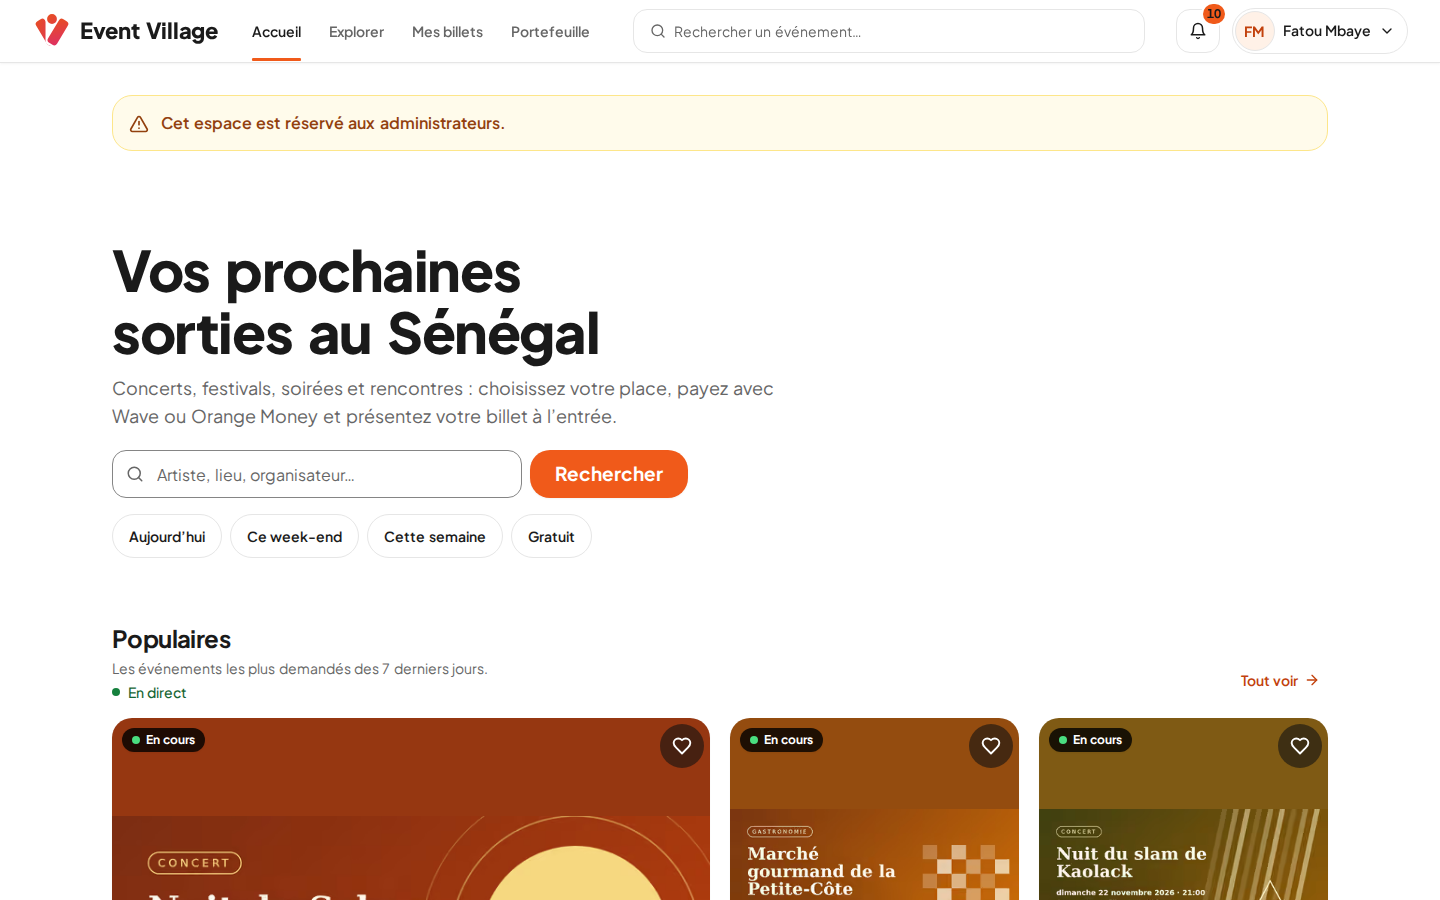 Event Village
Accueil
Explorer
Mes billets
Portefeuille
Rechercher un événement…
10
FM
Fatou Mbaye
Cet espace est réservé aux administrateurs.
Vos prochaines
sorties au Sénégal
Concerts, festivals, soirées et rencontres : choisissez votre place, payez avec
Wave ou Orange Money et présentez votre billet à l’entrée.
Artiste, lieu, organisateur…
Rechercher
Aujourd’hui
Ce week-end
Cette semaine
Gratuit
Populaires
Les événements les plus demandés des 7 derniers jours.
En direct
Tout voir
En cours
CONCERT
En cours
GASTRONOMIE
Marché
gourmand de la
Petite-Côte
En cours
CONCERT
Nuit du slam de
Kaolack
dimanche 22 novembre 2026 · 21:00